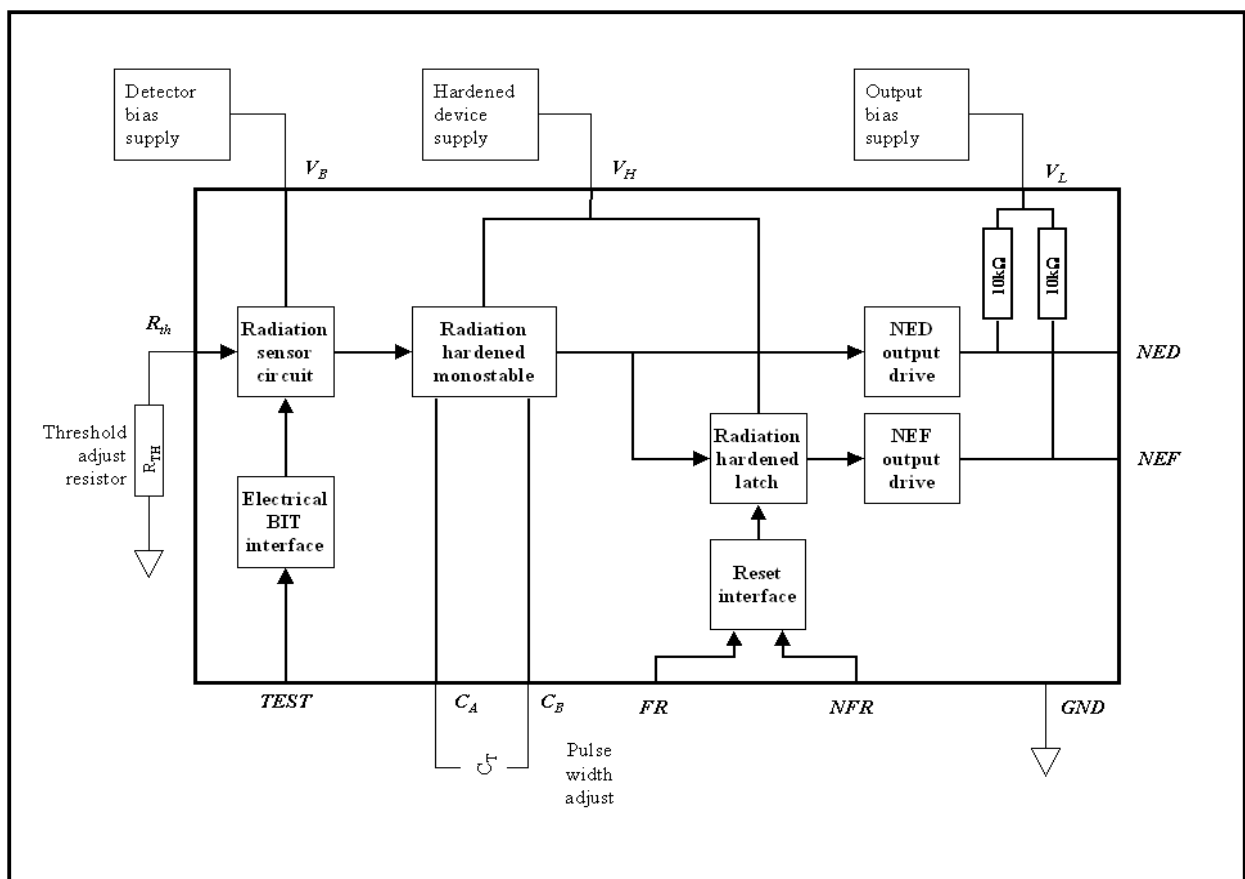 Detector
bias
supply
Hardened
device
supply
Output
bias
supply
V_B
V_H
V_L
10kΩ
10kΩ
R_th
Radiation
sensor
circuit
Radiation
hardened
monostable
NED
output
drive
NED
Threshold
adjust
resistor
R_TH
Radiation
hardened
latch
NEF
output
drive
NEF
Electrical
BIT
interface
Reset
interface
TEST
C_A
C_B
FR
NFR
GND
C_T
Pulse
width
adjust